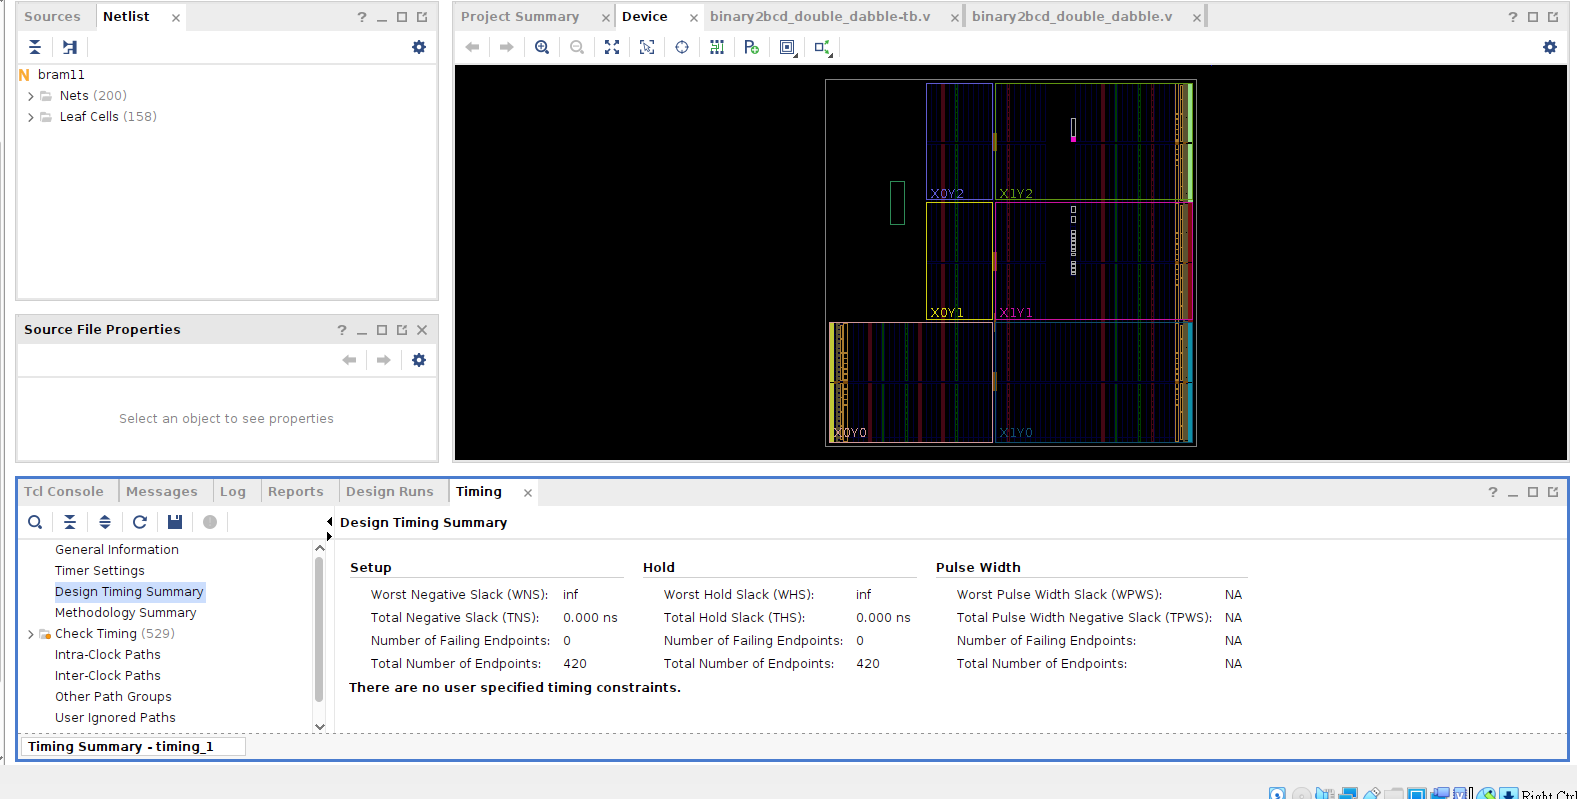 Sources
Netlist
bram11
Nets (200)
Leaf Cells (158)
Source File Properties
Select an object to see properties
Project Summary
Device
binary2bcd_double_dabble-tb.v
binary2bcd_double_dabble.v
X0Y2
X1Y2
X0Y1
X1Y1
X0Y0
X1Y0
Tcl Console
Messages
Log
Reports
Design Runs
Timing
General Information
Timer Settings
Design Timing Summary
Methodology Summary
Check Timing (529)
Intra-Clock Paths
Inter-Clock Paths
Other Path Groups
User Ignored Paths
Design Timing Summary
Setup
Worst Negative Slack (WNS): inf
Total Negative Slack (TNS): 0.000 ns
Number of Failing Endpoints: 0
Total Number of Endpoints: 420
Hold
Worst Hold Slack (WHS): inf
Total Hold Slack (THS): 0.000 ns
Number of Failing Endpoints: 0
Total Number of Endpoints: 420
Pulse Width
Worst Pulse Width Slack (WPWS): NA
Total Pulse Width Negative Slack (TPWS): NA
Number of Failing Endpoints: NA
Total Number of Endpoints: NA
There are no user specified timing constraints.
Timing Summary - timing_1
Right Ctrl